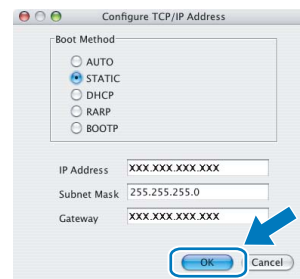 Configure TCP/IP Address
Boot Method
AUTO
STATIC
DHCP
RARP
BOOTP
IP Address XXX.XXX.XXX.XXX
Subnet Mask 255.255.255.0
Gateway XXX.XXX.XXX.XXX
OK Cancel